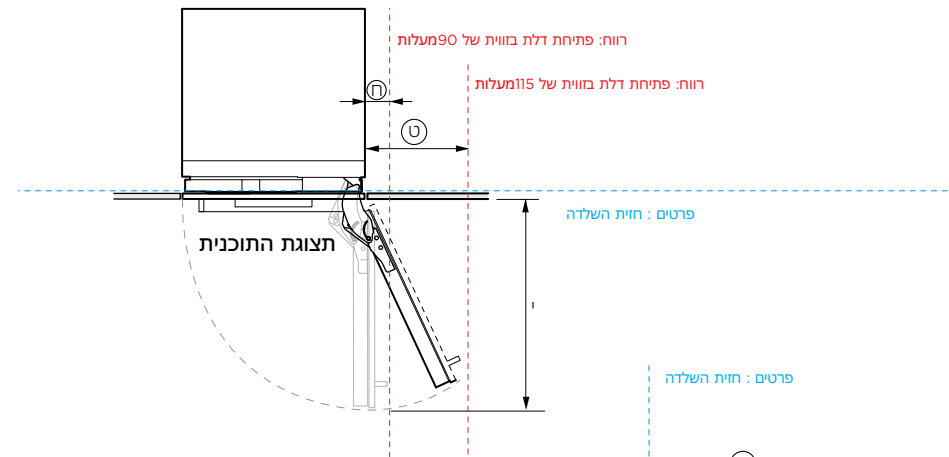 רווח: פתיחת דלת בזווית של 90מעלות
רווח: פתיחת דלת בזווית של 115מעלות
ח
ט
פרטים : חזית השלדה
תצוגת התוכנית
י
פרטים : חזית השלדה